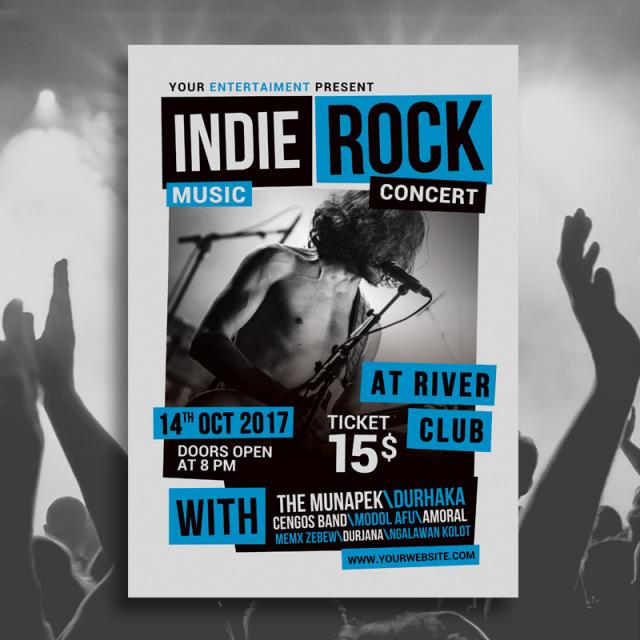 YOUR ENTERTAIMENT PRESENT
INDIE ROCK
MUSIC CONCERT
AT RIVER
CLUB
14TH OCT 2017
DOORS OPEN
AT 8 PM
TICKET
15$
WITH
THE MUNAPEK\DURHAKA
CENGOS BAND\MODOL AFU\AMORAL
MEMX ZEBEW\DURJANA\NGALAWAN KOLOT
WWW.YOURWEBSITE.COM